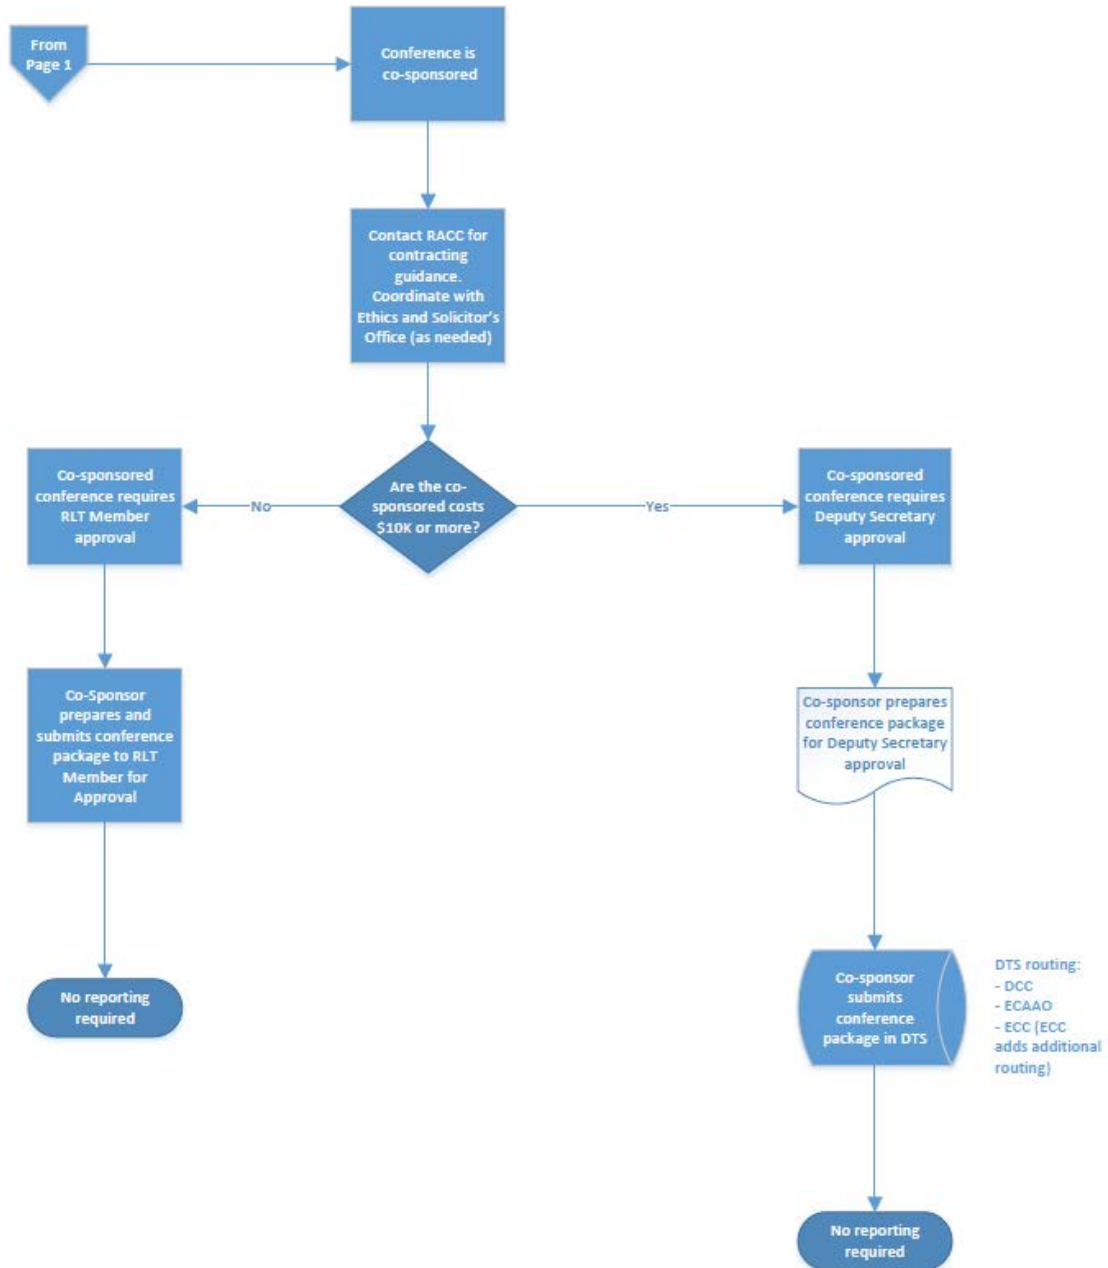 From
Page 1
Conference is
co-sponsored
Contact RACC for
contracting
guidance.
Coordinate with
Ethics and Solicitor's
Office (as needed)
Are the co-
sponsored costs
$10K or more?
No
Yes
Co-sponsored
conference requires
RLT Member
approval
Co-Sponsor
prepares and
submits conference
package to RLT
Member for
Approval
No reporting
required
Co-sponsored
conference requires
Deputy Secretary
approval
Co-sponsor prepares
conference package
for Deputy Secretary
approval
Co-sponsor
submits
conference
package in DTS
DTS routing:
- DCC
- ECAAO
- ECC (ECC
adds additional
routing)
No reporting
required